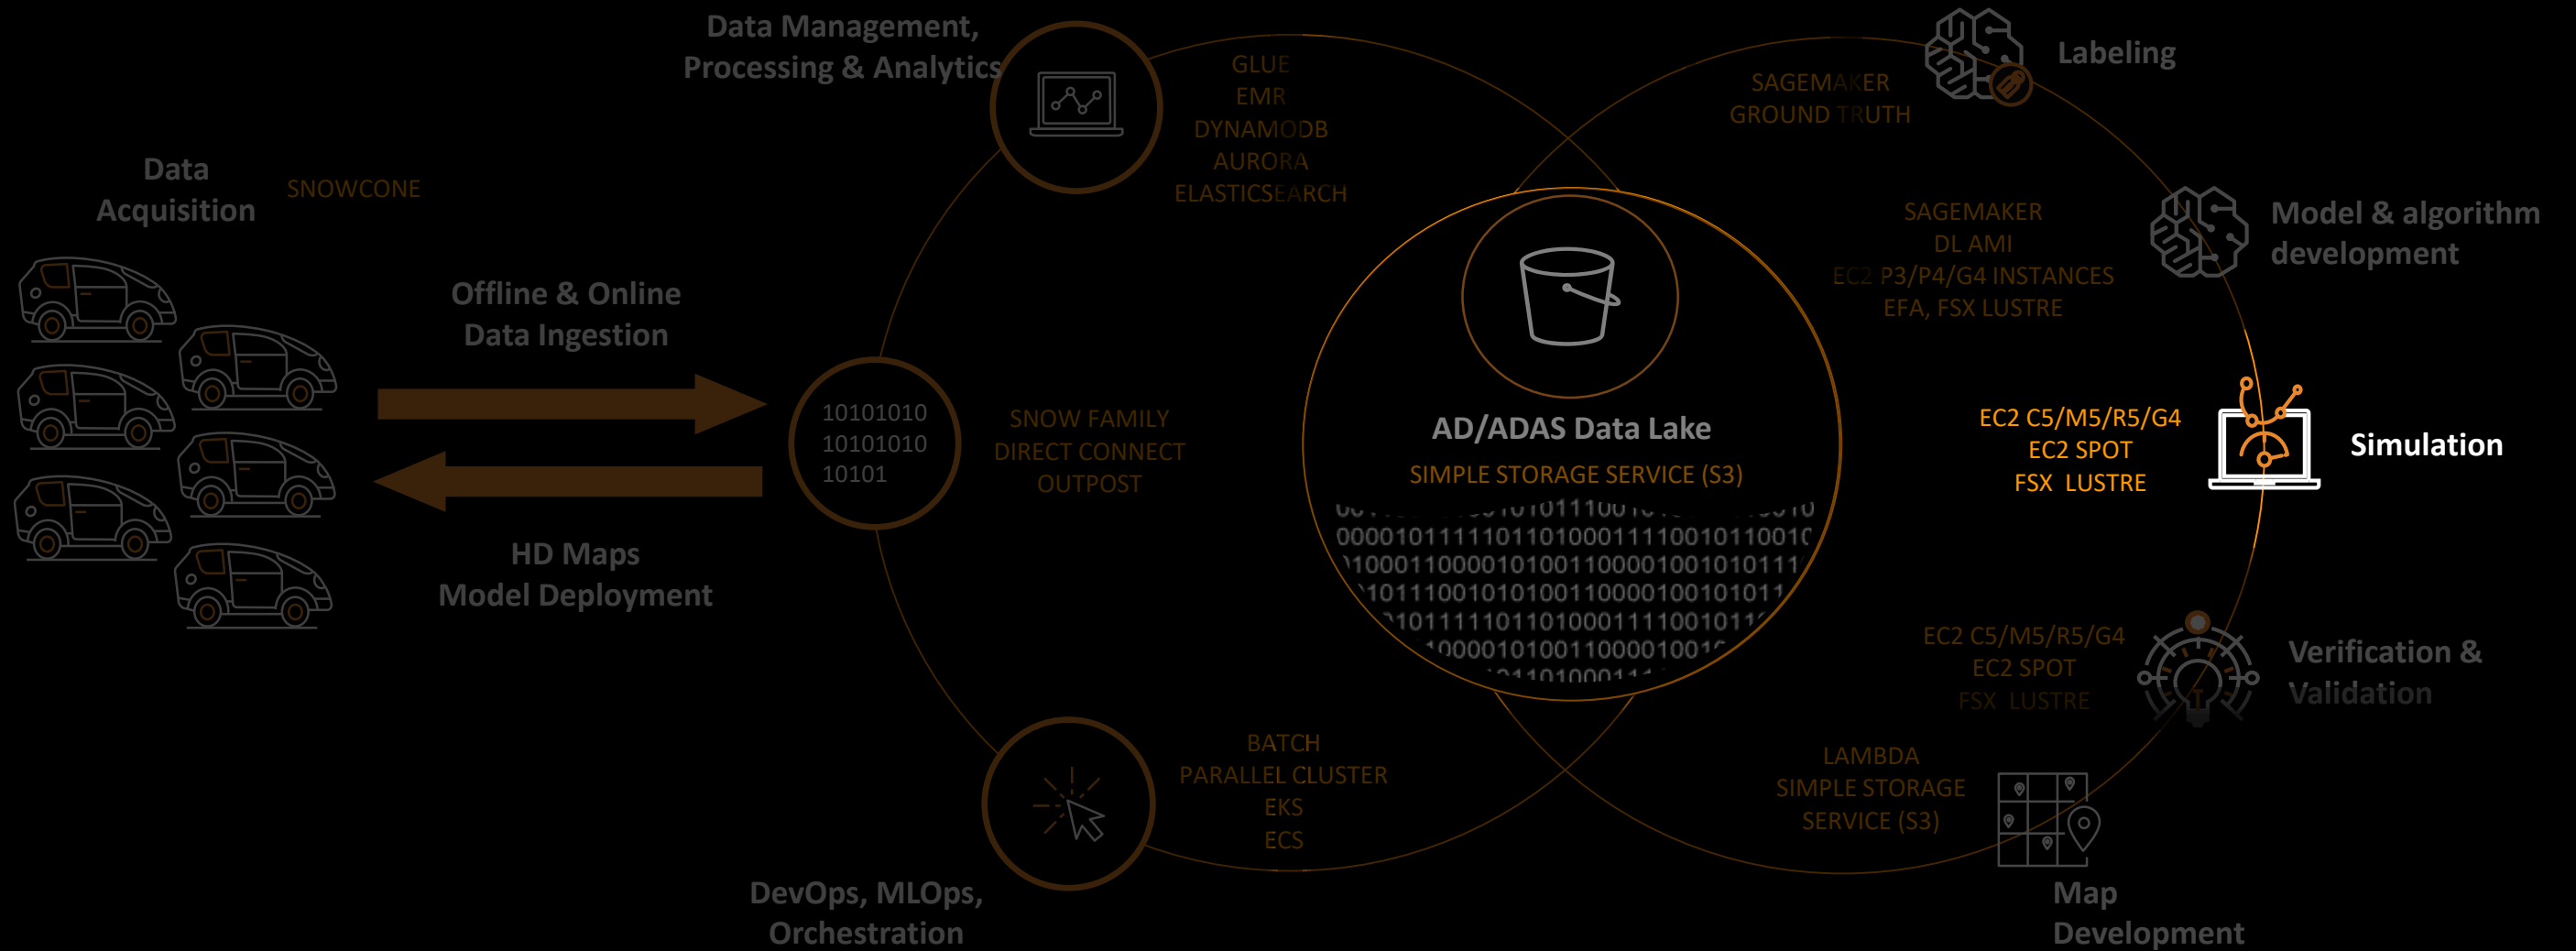 Data Management,
Processing & Analytics
GLUE
EMR
DYNAMODB
AURORA
ELASTICSEARCH
SAGEMAKER
GROUND TRUTH
Labeling
Data
Acquisition
SNOWCONE
Offline & Online
Data Ingestion
HD Maps
Model Deployment
10101010
10101010
10101
SNOW FAMILY
DIRECT CONNECT
OUTPOST
AD/ADAS Data Lake
SIMPLE STORAGE SERVICE (S3)
SAGEMAKER
DL AMI
EC2 P3/P4/G4 INSTANCES
EFA, FSX LUSTRE
Model & algorithm
development
EC2 C5/M5/R5/G4
EC2 SPOT
FSX LUSTRE
Simulation
EC2 C5/M5/R5/G4
EC2 SPOT
FSX LUSTRE
Verification &
Validation
BATCH
PARALLEL CLUSTER
EKS
ECS
DevOps, MLOps,
Orchestration
LAMBDA
SIMPLE STORAGE
SERVICE (S3)
Map
Development